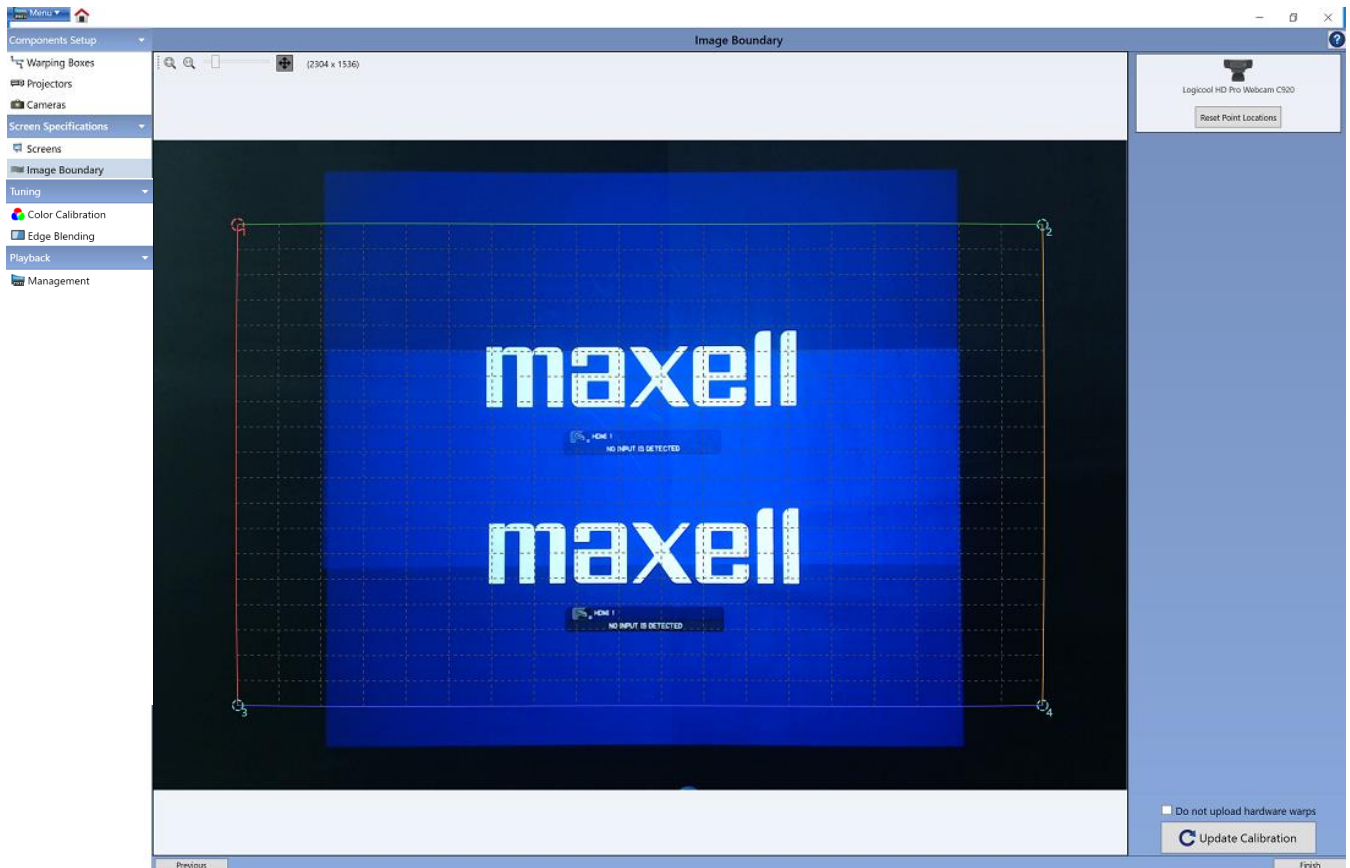 Menu
Components Setup
Image Boundary
?
Warping Boxes
Projectors
Cameras
Screen Specifications
Screens
Image Boundary
Tuning
Color Calibration
Edge Blending
Playback
Management
(2304 x 1536)
Logicool HD Pro Webcam C920
Reset Point Locations
1
2
maxell
HDMI 1
NO INPUT IS DETECTED
maxell
HDMI 1
NO INPUT IS DETECTED
3
4
Do not upload hardware warps
Update Calibration
Previous
Finish